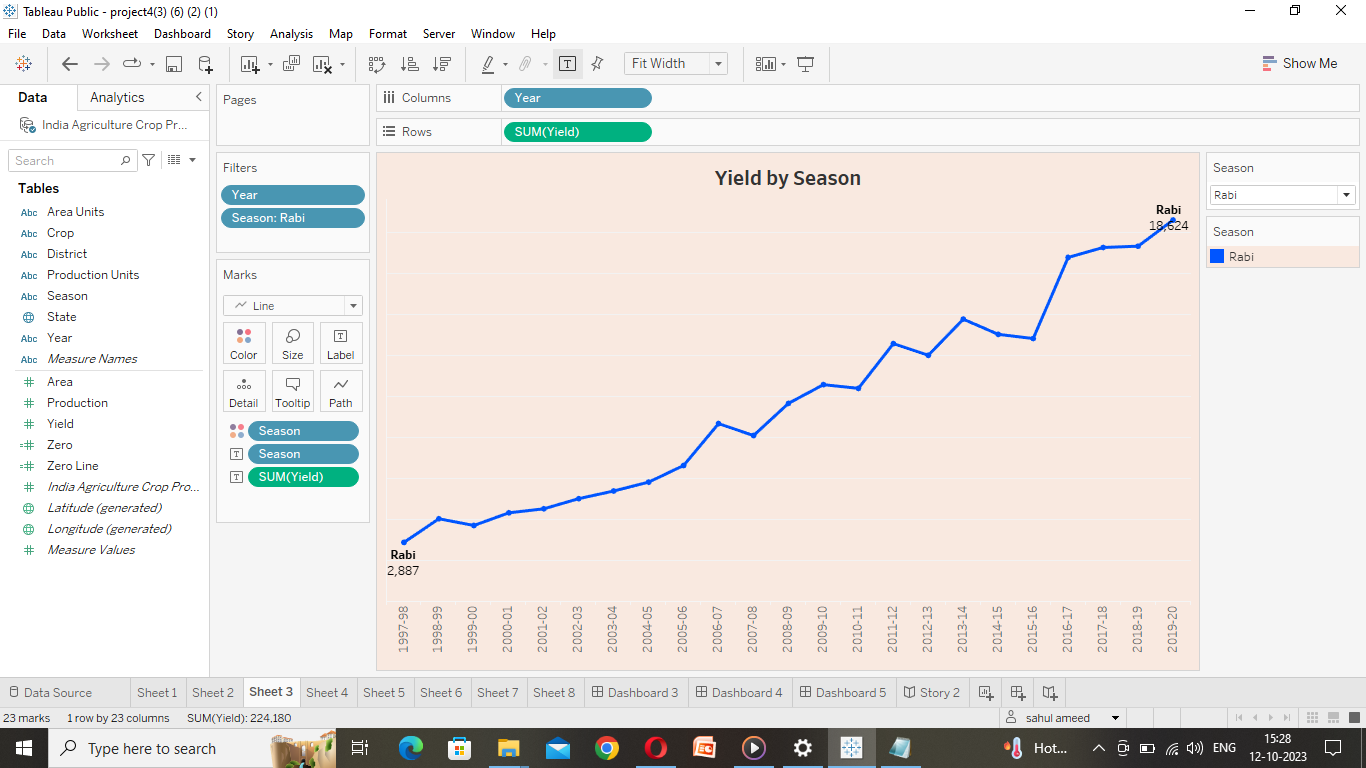 Tableau Public - project4(3) (6) (2) (1)
File Data Worksheet Dashboard Story Analysis Map Format Server Window Help
Fit Width
Show Me
Data Analytics
India Agriculture Crop Pr...
Search
Tables
Abc Area Units
Abc Crop
Abc District
Abc Production Units
Abc Season
State
Abc Year
Abc Measure Names
# Area
# Production
# Yield
=# Zero
=# Zero Line
# India Agriculture Crop Pro...
Latitude (generated)
Longitude (generated)
# Measure Values
Pages
Filters
Year
Season: Rabi
Marks
Line
Color Size Label
Detail Tooltip Path
Season
Season
SUM(Yield)
Columns Year
Rows SUM(Yield)
Yield by Season
Rabi
18,624
Rabi
2,887
1997-98
1998-99
1999-00
2000-01
2001-02
2002-03
2003-04
2004-05
2005-06
2006-07
2007-08
2008-09
2009-10
2010-11
2011-12
2012-13
2013-14
2014-15
2015-16
2016-17
2017-18
2018-19
2019-20
Season
Rabi
Season
Rabi
Data Source Sheet 1 Sheet 2 Sheet 3 Sheet 4 Sheet 5 Sheet 6 Sheet 7 Sheet 8 Dashboard 3 Dashboard 4 Dashboard 5 Story 2
23 marks 1 row by 23 columns SUM(Yield): 224,180 sahul ameed
Type here to search Hot... ENG 15:28
12-10-2023